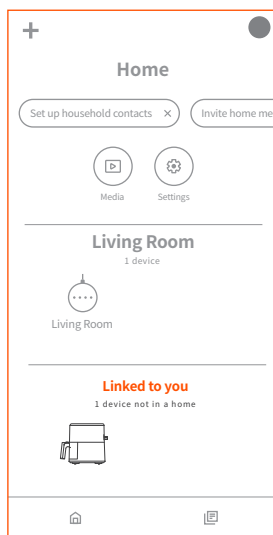 Home
Set up household contacts
Invite home me
Media
Settings
Living Room
1 device
Living Room
Linked to you
1 device not in a home